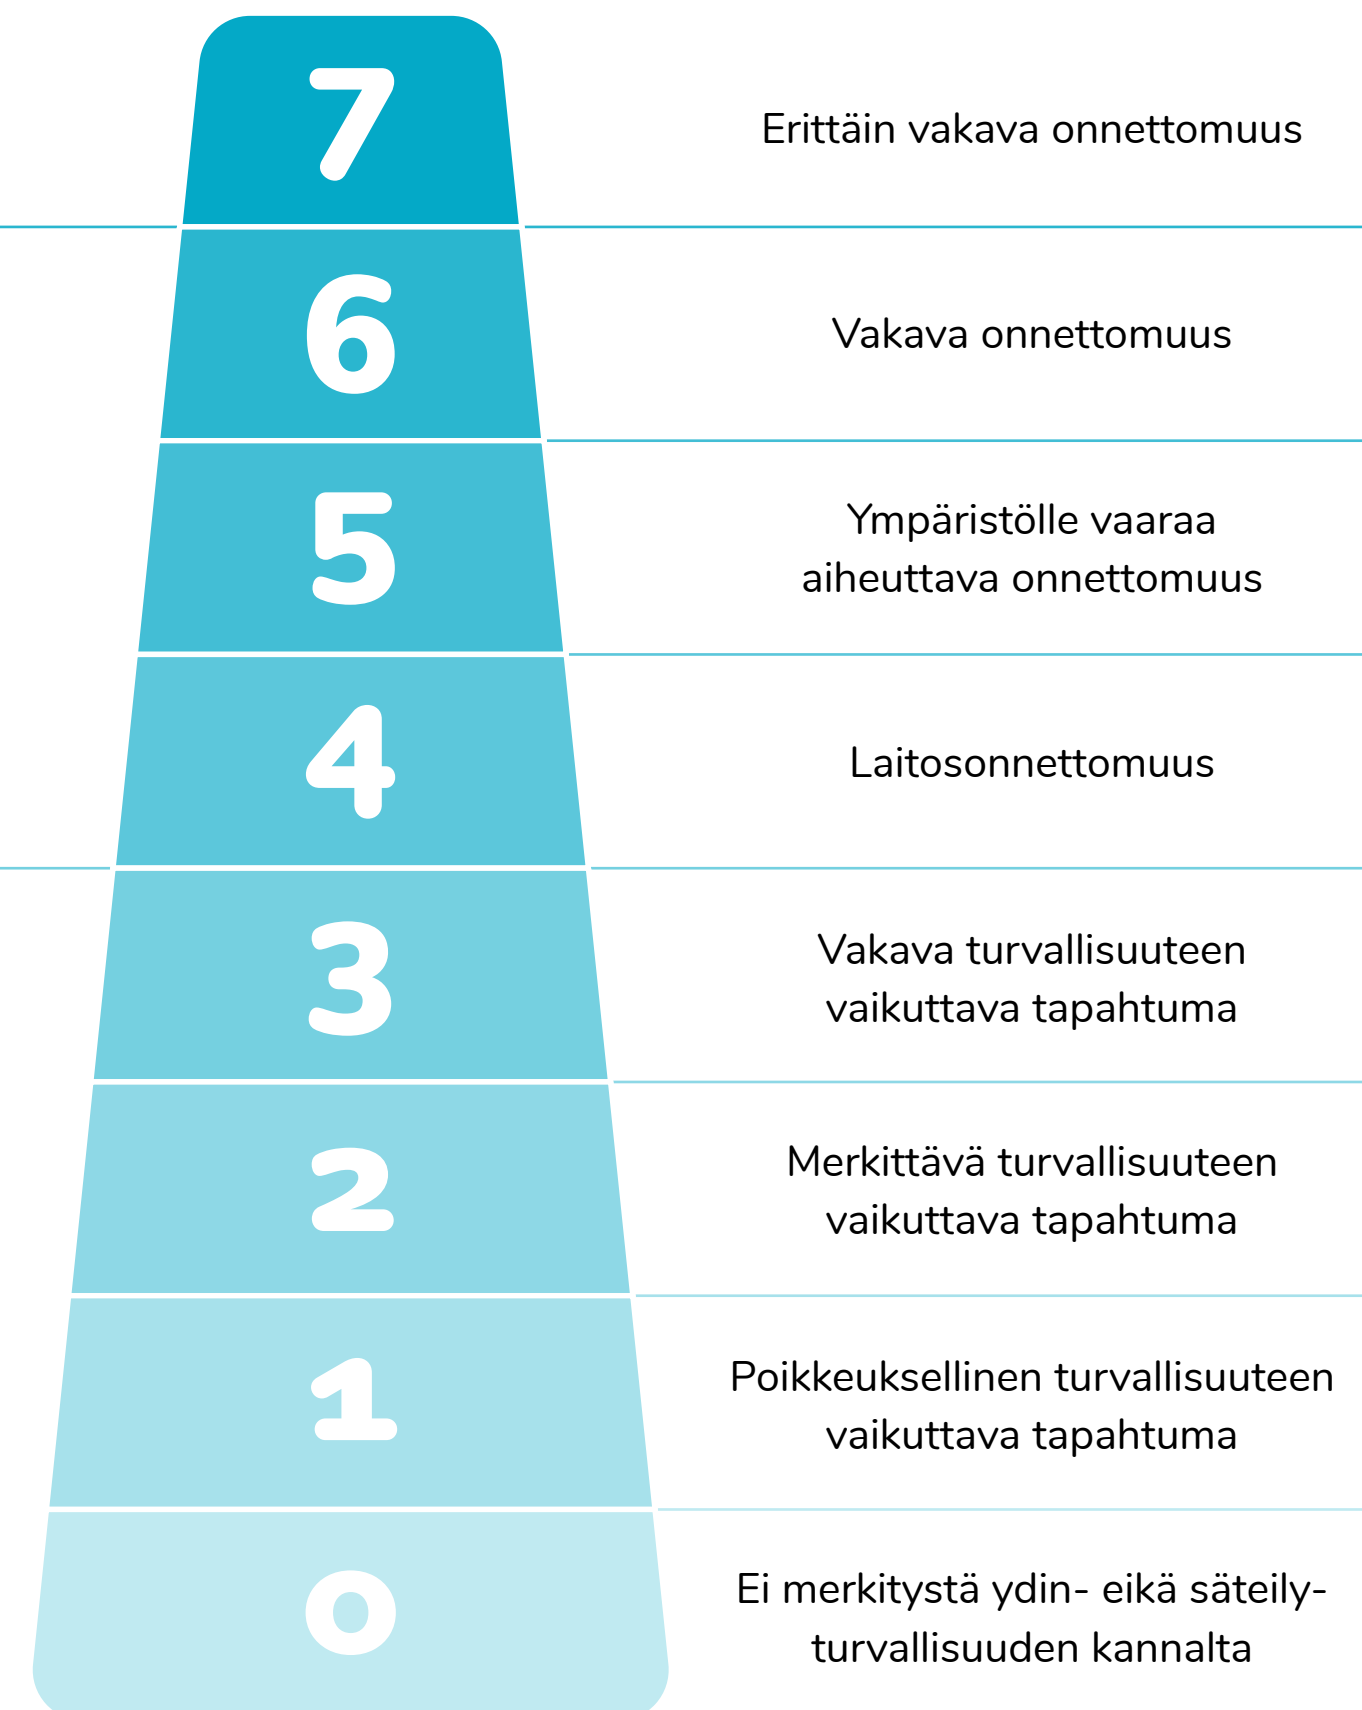 7
Erittäin vakava onnettomuus
6
Vakava onnettomuus
5
Ympäristölle vaaraa
aiheuttava onnettomuus
4
Laitosonnettomuus
3
Vakava turvallisuuteen
vaikuttava tapahtuma
2
Merkittävä turvallisuuteen
vaikuttava tapahtuma
1
Poikkeuksellinen turvallisuuteen
vaikuttava tapahtuma
0
Ei merkitystä ydin- eikä säteily-
turvallisuuden kannalta